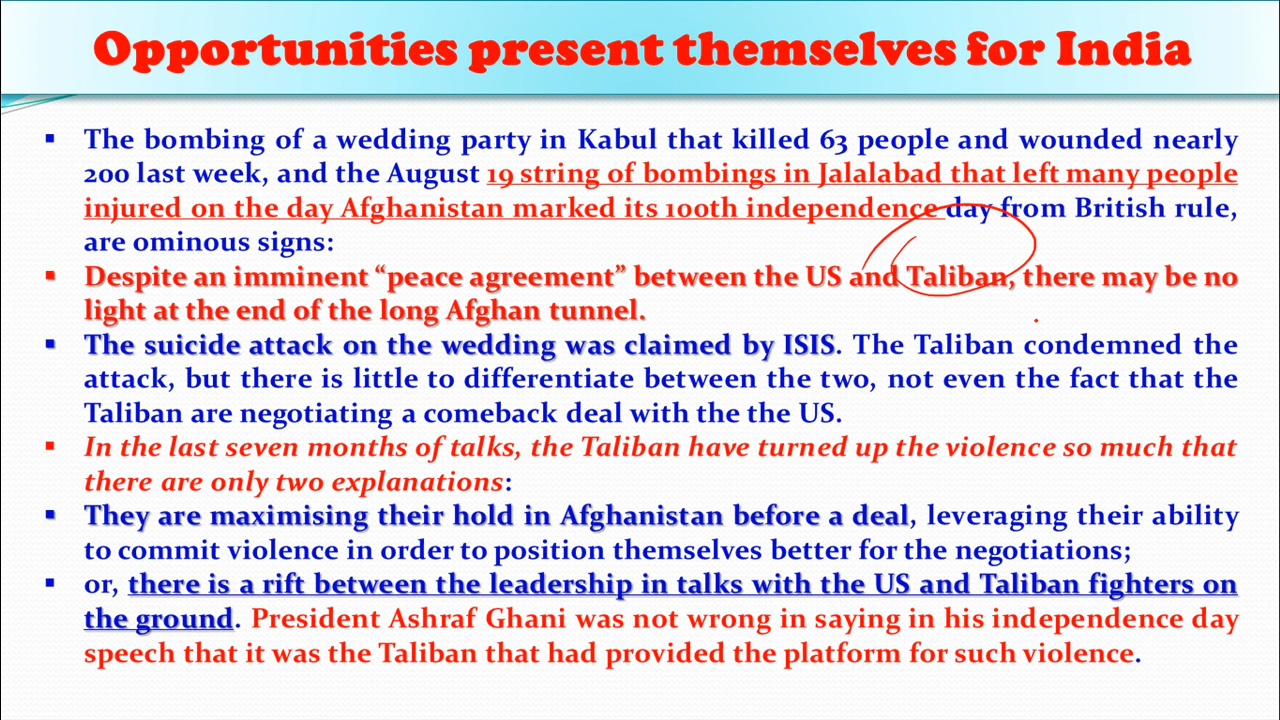 Opportunities present themselves for India
▪ The bombing of a wedding party in Kabul that killed 63 people and wounded nearly
200 last week, and the August 19 string of bombings in Jalalabad that left many people
injured on the day Afghanistan marked its 100th independence day from British rule,
are ominous signs:
▪ Despite an imminent “peace agreement” between the US and Taliban, there may be no
light at the end of the long Afghan tunnel.
▪ The suicide attack on the wedding was claimed by ISIS. The Taliban condemned the
attack, but there is little to differentiate between the two, not even the fact that the
Taliban are negotiating a comeback deal with the the US.
▪ In the last seven months of talks, the Taliban have turned up the violence so much that
there are only two explanations:
▪ They are maximising their hold in Afghanistan before a deal, leveraging their ability
to commit violence in order to position themselves better for the negotiations;
▪ or, there is a rift between the leadership in talks with the US and Taliban fighters on
the ground. President Ashraf Ghani was not wrong in saying in his independence day
speech that it was the Taliban that had provided the platform for such violence.